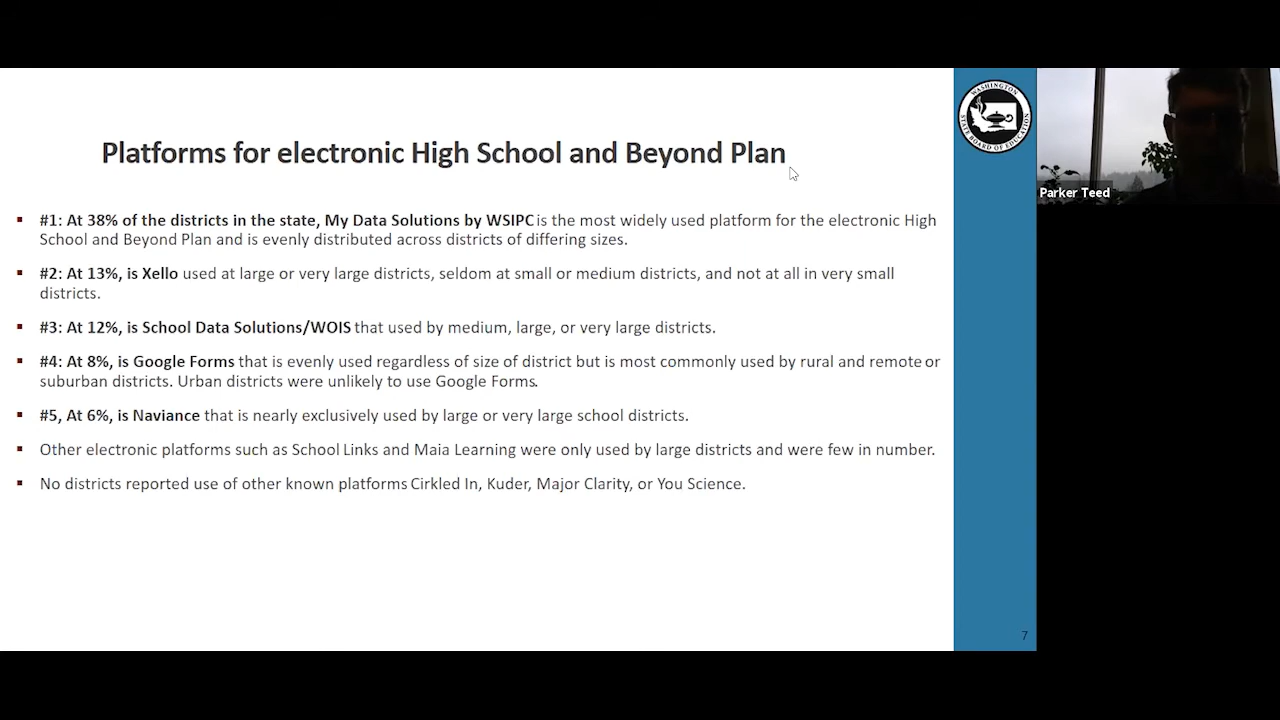 Platforms for electronic High School and Beyond Plan
▪ #1: At 38% of the districts in the state, My Data Solutions by WSIPC is the most widely used platform for the electronic High
School and Beyond Plan and is evenly distributed across districts of differing sizes.
▪ #2: At 13%, is Xello used at large or very large districts, seldom at small or medium districts, and not at all in very small
districts.
▪ #3: At 12%, is School Data Solutions/WOIS that used by medium, large, or very large districts.
▪ #4: At 8%, is Google Forms that is evenly used regardless of size of district but is most commonly used by rural and remote or
suburban districts. Urban districts were unlikely to use Google Forms.
▪ #5, At 6%, is Naviance that is nearly exclusively used by large or very large school districts.
▪ Other electronic platforms such as School Links and Maia Learning were only used by large districts and were few in number.
▪ No districts reported use of other known platforms Cirkled In, Kuder, Major Clarity, or You Science.
7
WASHINGTON
STATE BOARD OF EDUCATION
Parker Teed